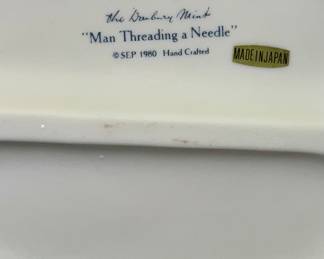 the Danbury Mint
"Man Threading a Needle"
© SEP 1980 Hand Crafted
MADE IN JAPAN